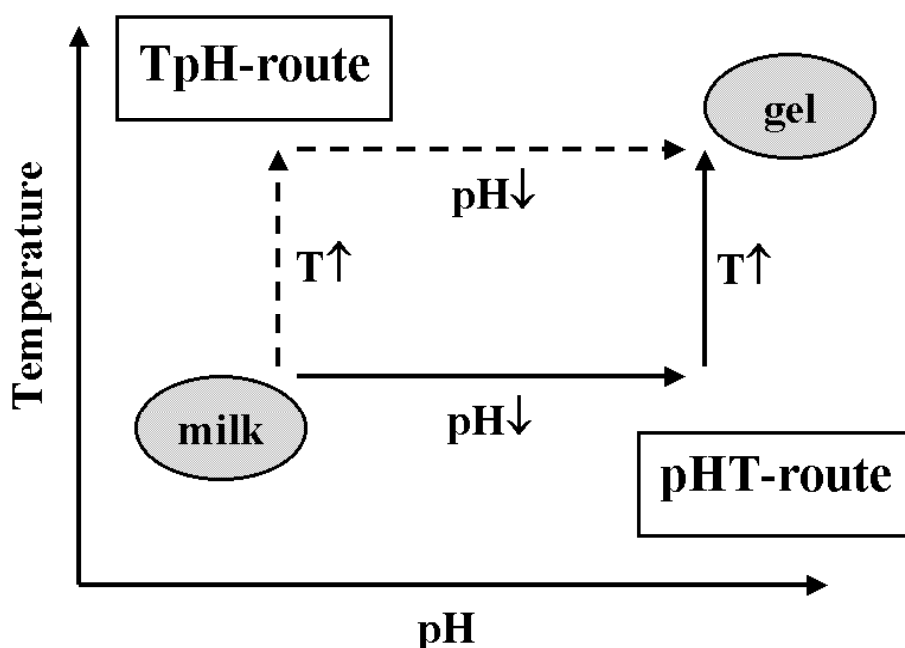 TpH-route
gel
pH↓
T↑
T↑
Temperature
milk
pH↓
pHT-route
pH